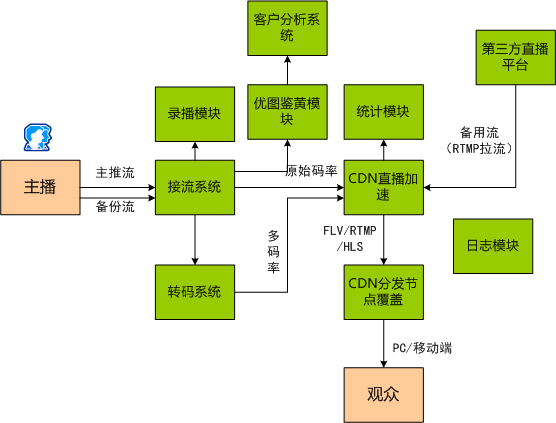 客户分析系
统
第三方直播
平台
录播模块
优图鉴黄模
块
统计模块
备用流
（RTMP拉流）
主播
主推流
备份流
接流系统
原始码率
CDN直播加
速
多
码
率
FLV/RTMP
/HLS
日志模块
转码系统
CDN分发节
点覆盖
PC/移动端
观众